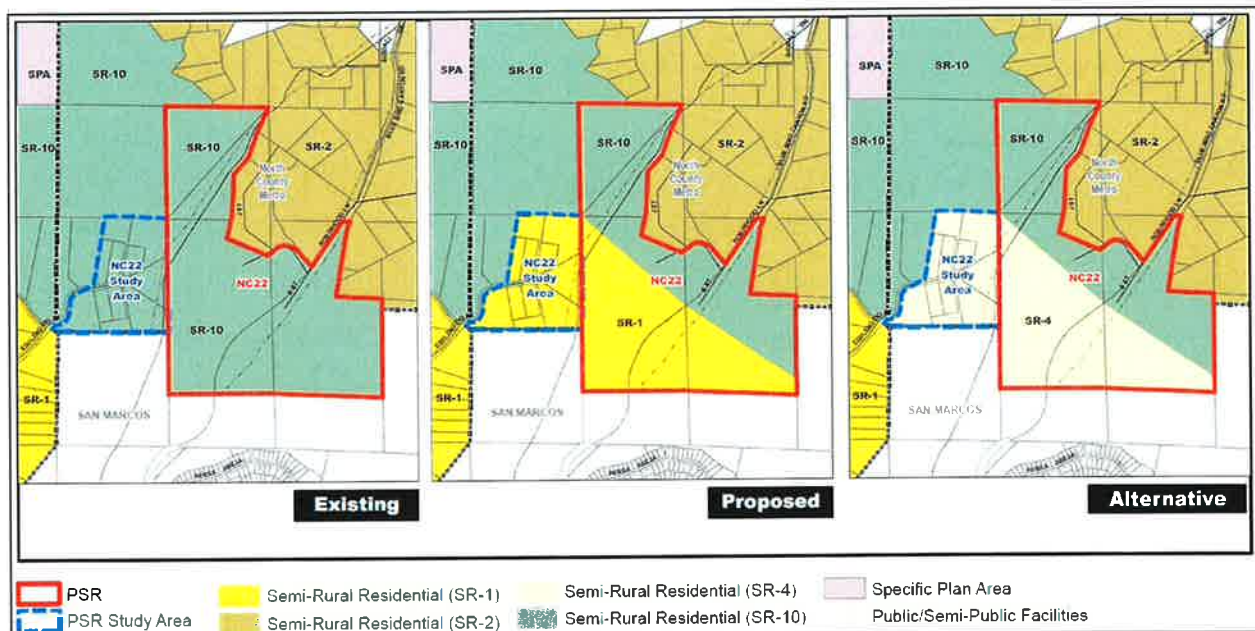 SPA
SR-10
SR-10
SR-10
SR-2
North
County
Metro
NC22
Study
Area
NC22
SR-10
SR-1
SAN MARCOS
Existing
SPA
SR-10
SR-10
SR-10
SR-2
North
County
Metro
NC22
Study
Area
NC22
SR-1
SR-1
SAN MARCOS
Proposed
SPA
SR-10
SR-10
SR-10
SR-2
North
County
Metro
NC22
Study
Area
NC22
SR-4
SR-1
SAN MARCOS
Alternative
PSR
Semi-Rural Residential (SR-1)
Semi-Rural Residential (SR-4)
Specific Plan Area
PSR Study Area
Semi-Rural Residential (SR-2)
Semi-Rural Residential (SR-10)
Public/Semi-Public Facilities